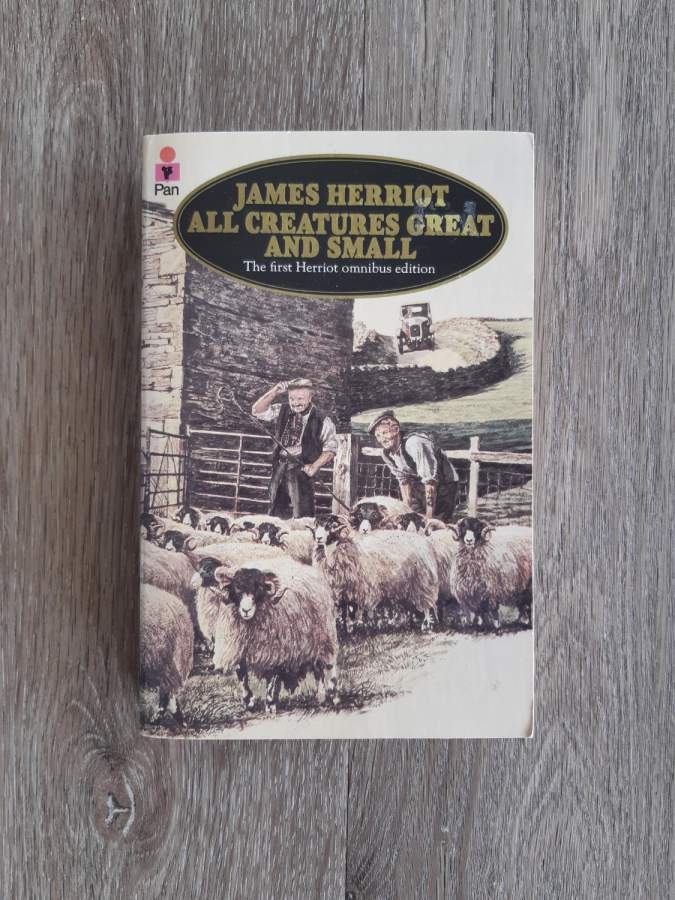 Pan
JAMES HERRIOT
ALL CREATURES GREAT
AND SMALL
The first Herriot omnibus edition